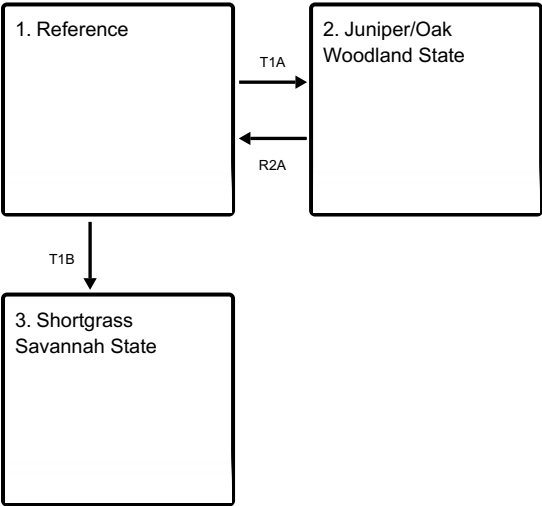 1. Reference
2. Juniper/Oak
Woodland State
T1A
R2A
T1B
3. Shortgrass
Savannah State